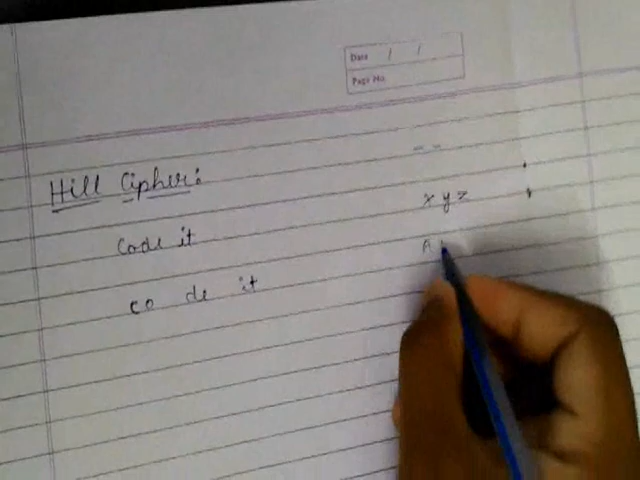 Date / /
Page No.
Hill Cipher:
x y z
Code it
A
co de it